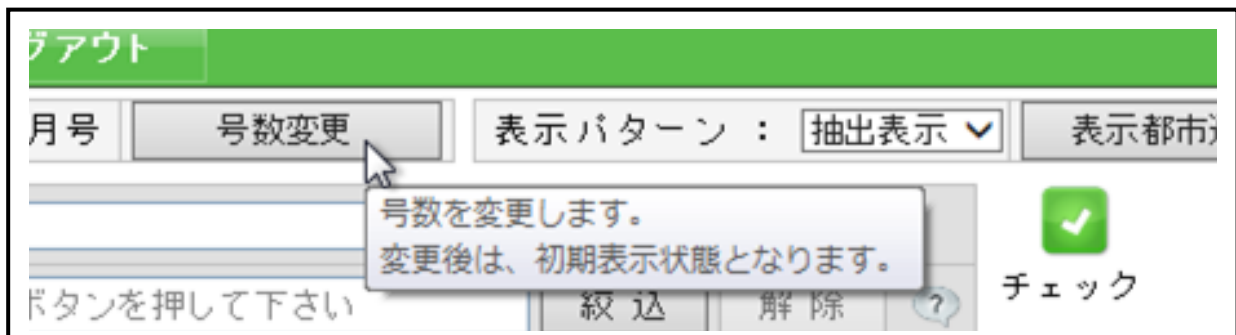 グアウト
月号 号数変更 表示パターン : 抽出表示 表示都市
号数を変更します。
変更後は、初期表示状態となります。
チェック
ボタンを押して下さい 絞 込 解 除 ?